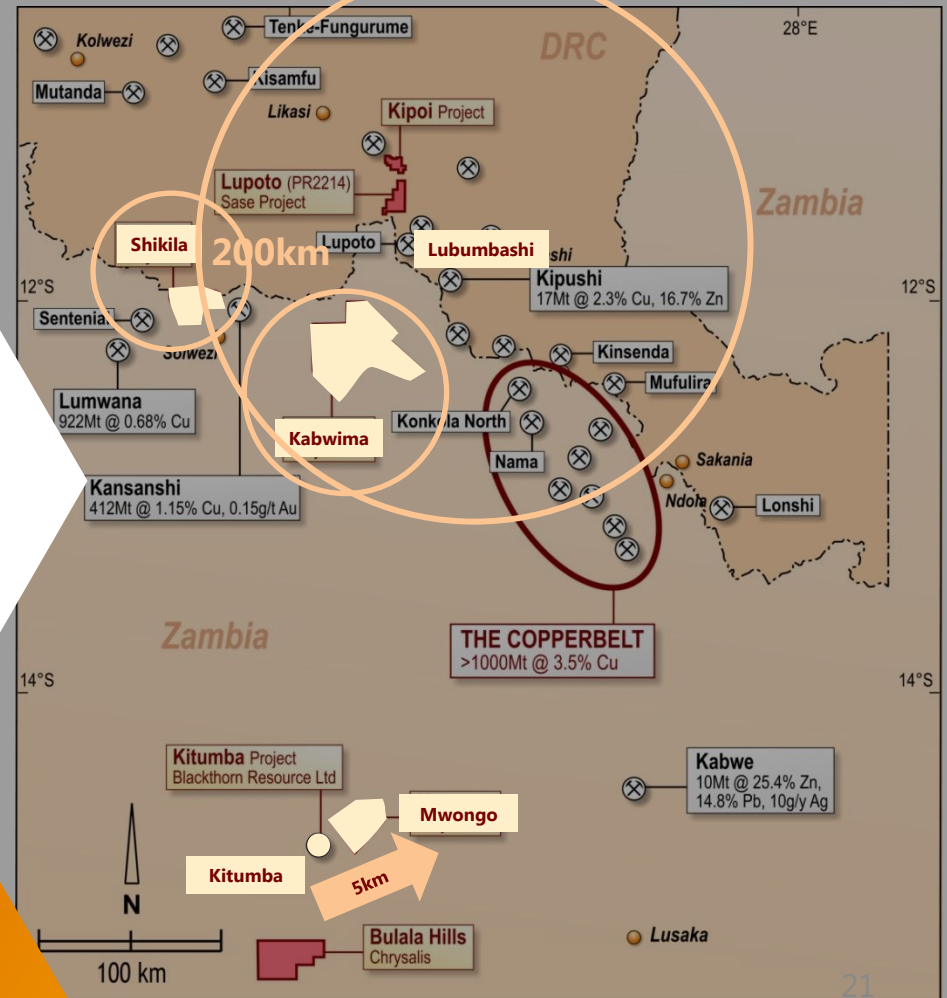 Tenke-Fungurume
28°E
Kolwezi
DRC
Kisamfu
Mutanda
Likasi
Kipoi Project
Lupoto (PR2214)
Sase Project
Zambia
Shikila
200km
Lupoto
Lubumbashi
shi
Kipushi
17Mt @ 2.3% Cu, 16.7% Zn
12°S
12°S
Sentenial
Solwezi
Kinsenda
Mufulira
Lumwana
922Mt @ 0.68% Cu
Konkola North
Kabwima
Nama
Sakania
Kansanshi
412Mt @ 1.15% Cu, 0.15g/t Au
Ndola
Lonshi
Zambia
THE COPPERBELT
>1000Mt @ 3.5% Cu
14°S
14°S
Kitumba Project
Blackthorn Resource Ltd
Kabwe
10Mt @ 25.4% Zn,
14.8% Pb, 10g/y Ag
Mwongo
Kitumba
5km
N
Bulala Hills
Chrysalis
Lusaka
100 km
21